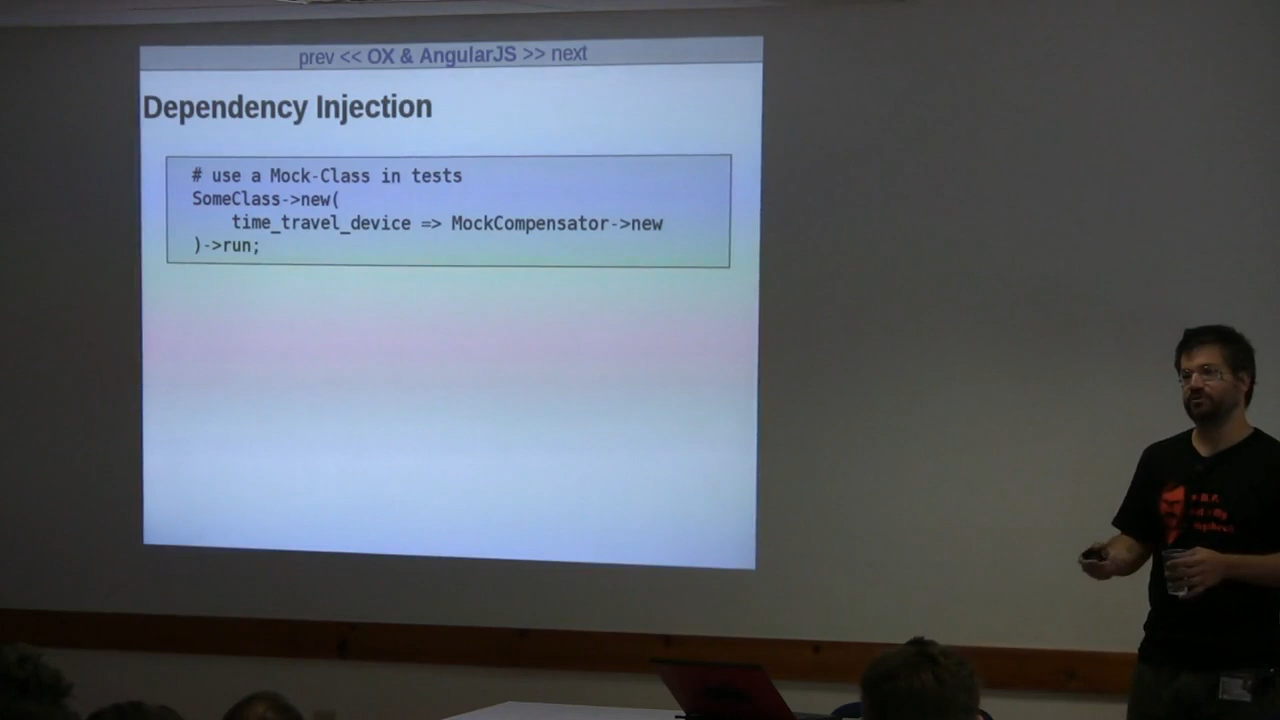 prev << OX & AngularJS >> next
Dependency Injection
# use a Mock-Class in tests
SomeClass->new(
    time_travel_device => MockCompensator->new
)->run;